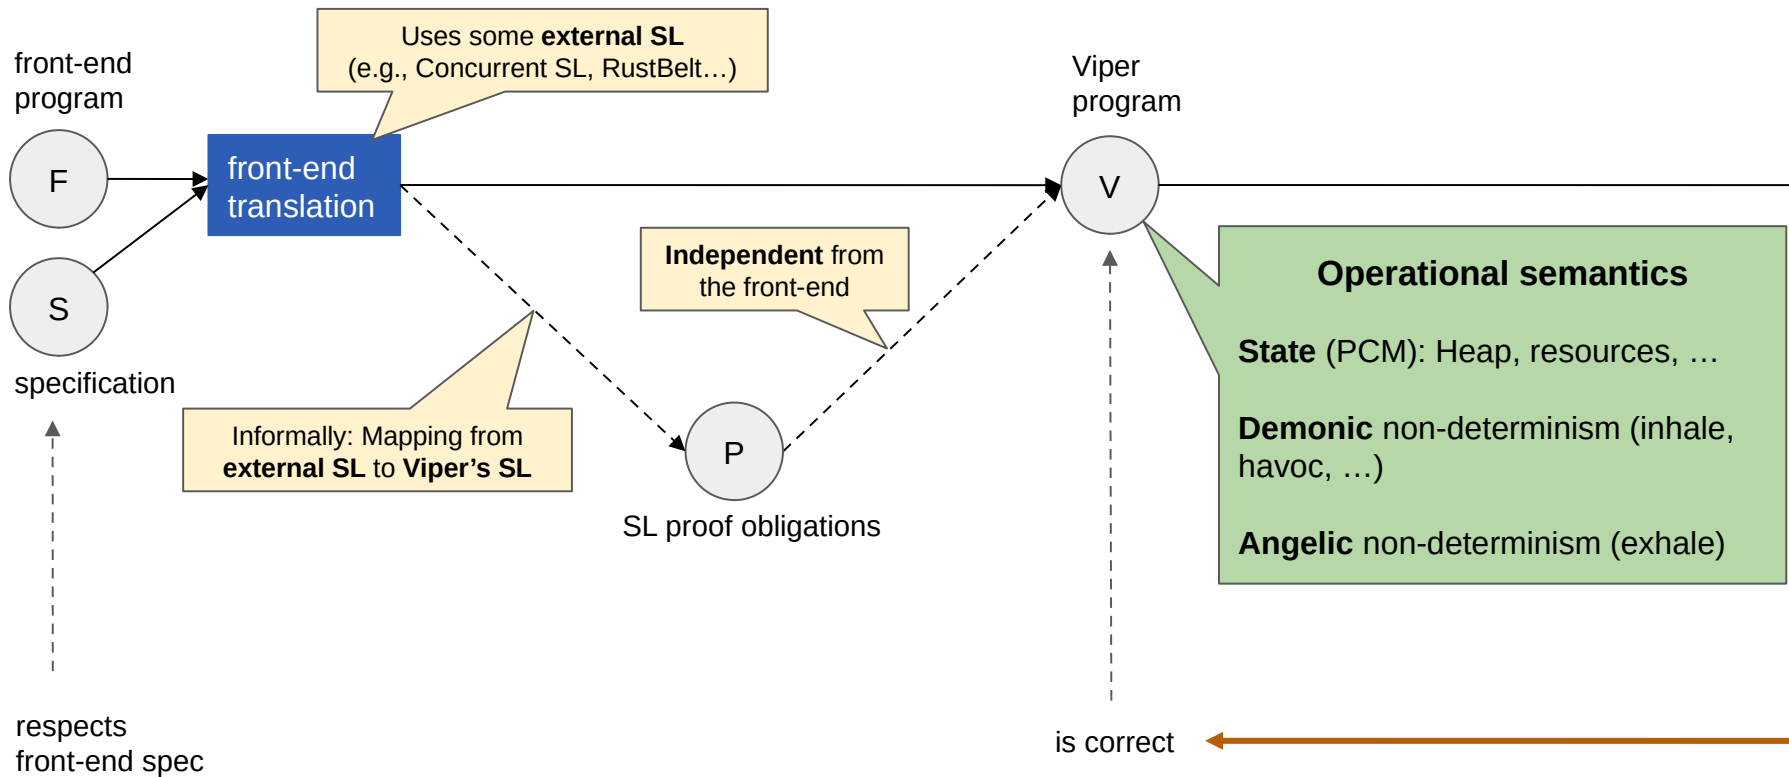 Uses some external SL
(e.g., Concurrent SL, RustBelt…)
front-end
program
Viper
program
F
front-end
translation
V
S
specification
Independent from
the front-end
Operational semantics
State (PCM): Heap, resources, …
Demonic non-determinism (inhale,
havoc, …)
Angelic non-determinism (exhale)
Informally: Mapping from
external SL to Viper’s SL
P
SL proof obligations
respects
front-end spec
is correct